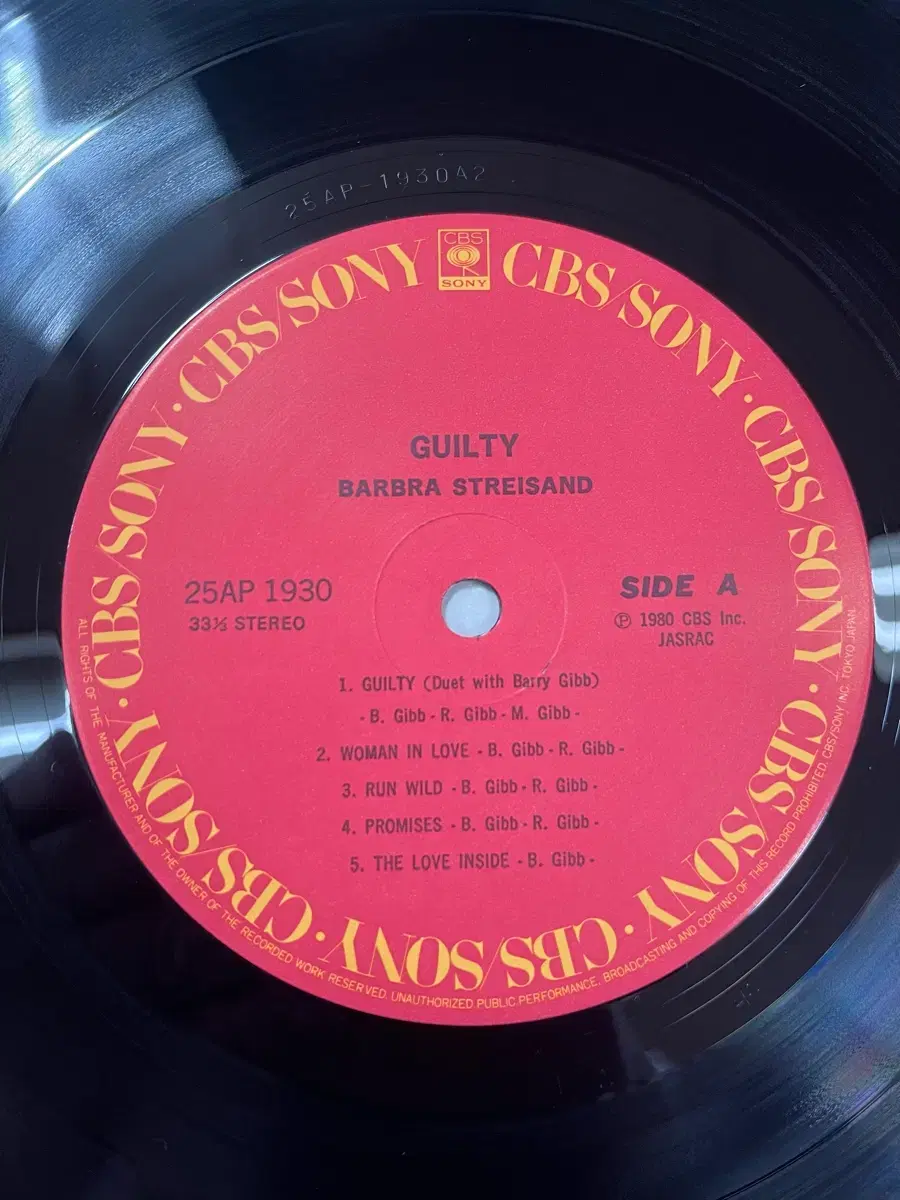 25AP-1930A2
CBS
SONY
CBS/SONY · CBS/SONY · CBS/SONY · CBS/SONY · CBS/SONY · CBS/SONY · CBS/SONY · CBS/SONY
GUILTY
BARBRA STREISAND
25AP 1930
33⅓ STEREO
SIDE A
Ⓟ 1980 CBS Inc.
JASRAC
1. GUILTY (Duet with Barry Gibb)
- B. Gibb - R. Gibb - M. Gibb -
2. WOMAN IN LOVE - B. Gibb - R. Gibb -
3. RUN WILD - B. Gibb - R. Gibb -
4. PROMISES - B. Gibb - R. Gibb -
5. THE LOVE INSIDE - B. Gibb -
ALL RIGHTS OF THE MANUFACTURER AND OF THE OWNER OF THE RECORDED WORK RESERVED. UNAUTHORIZED PUBLIC PERFORMANCE, BROADCASTING AND COPYING OF THIS RECORD PROHIBITED. CBS/SONY INC. TOKYO JAPAN